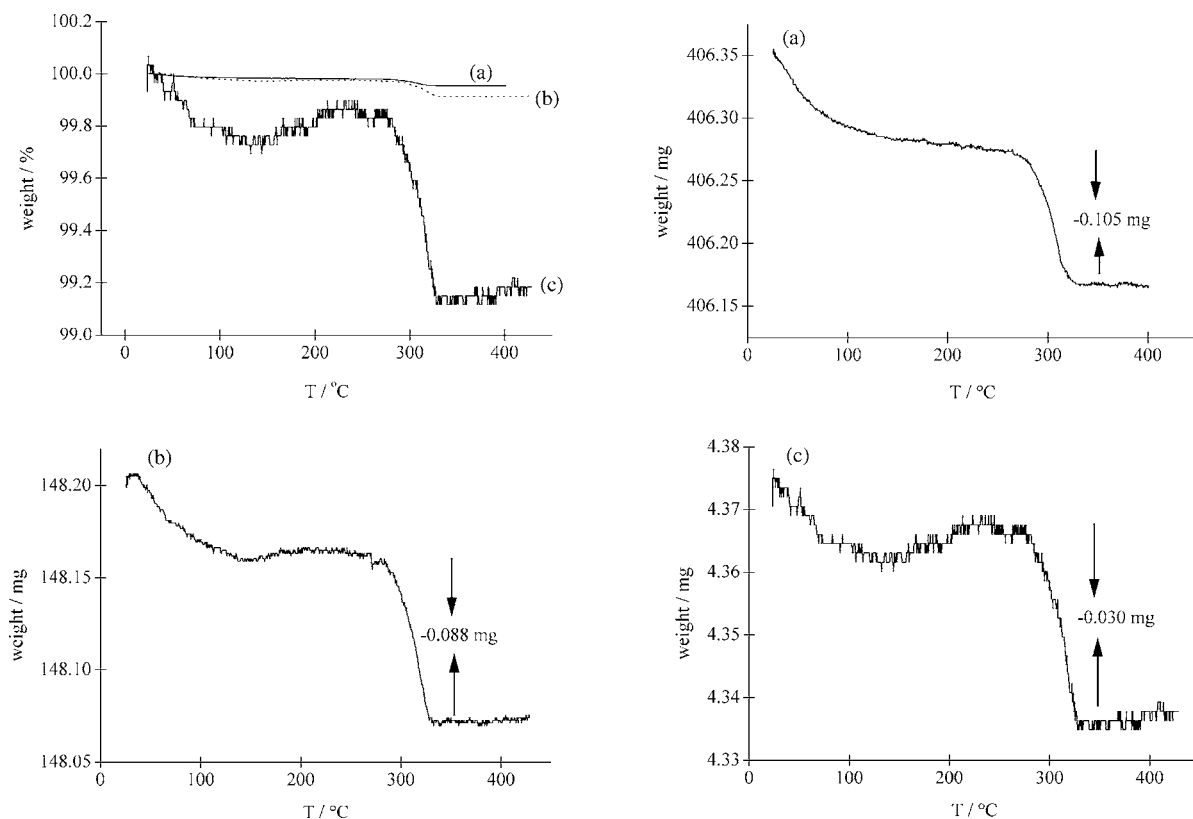 100.2
100.0
99.8
99.6
99.4
99.2
99.0
weight / %
(a)
(b)
(c)
0
100
200
300
400
T / °C
(a)
406.35
406.30
406.25
406.20
406.15
weight / mg
-0.105 mg
0
100
200
300
400
T / °C
(b)
148.20
148.15
148.10
148.05
weight / mg
-0.088 mg
0
100
200
300
400
T / °C
(c)
4.38
4.37
4.36
4.35
4.34
4.33
weight / mg
-0.030 mg
0
100
200
300
400
T / °C